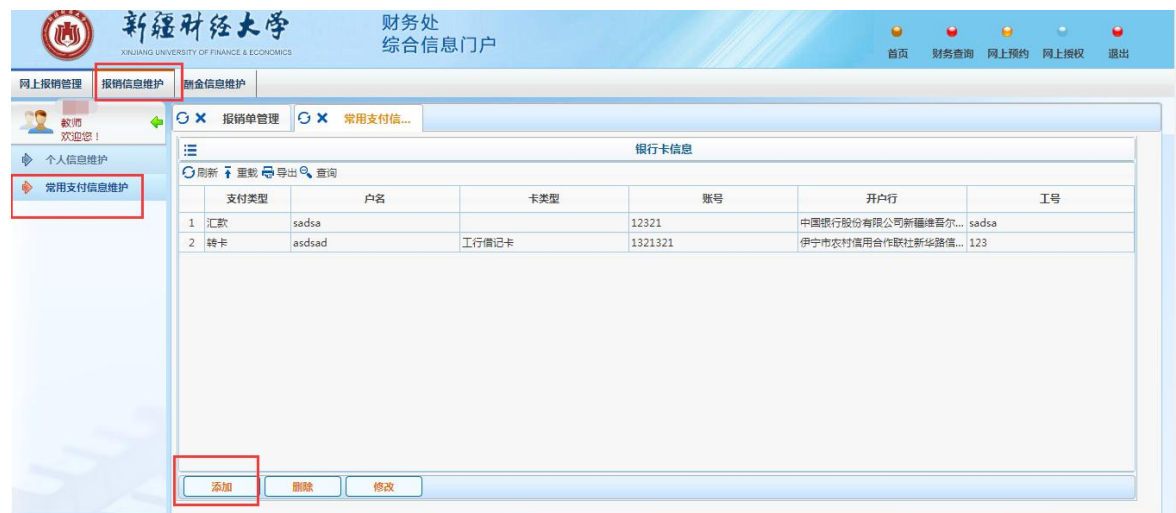 新疆财经大学
XINJIANG UNIVERSITY OF FINANCE & ECONOMICS
财务处
综合信息门户
首页 财务查询 网上预约 网上授权 退出
网上报销管理 报销信息维护 酬金信息维护
教师
欢迎您!
报销单管理 常用支付信...
个人信息维护
常用支付信息维护
银行卡信息
刷新 重载 导出 查询
支付类型 户名 卡类型 账号 开户行 工号
1 汇款 sadsa 12321 中国银行股份有限公司新疆维吾尔... sadsa
2 转卡 asdsad 工行借记卡 1321321 伊宁市农村信用合作联社新华路信... 123
添加 删除 修改